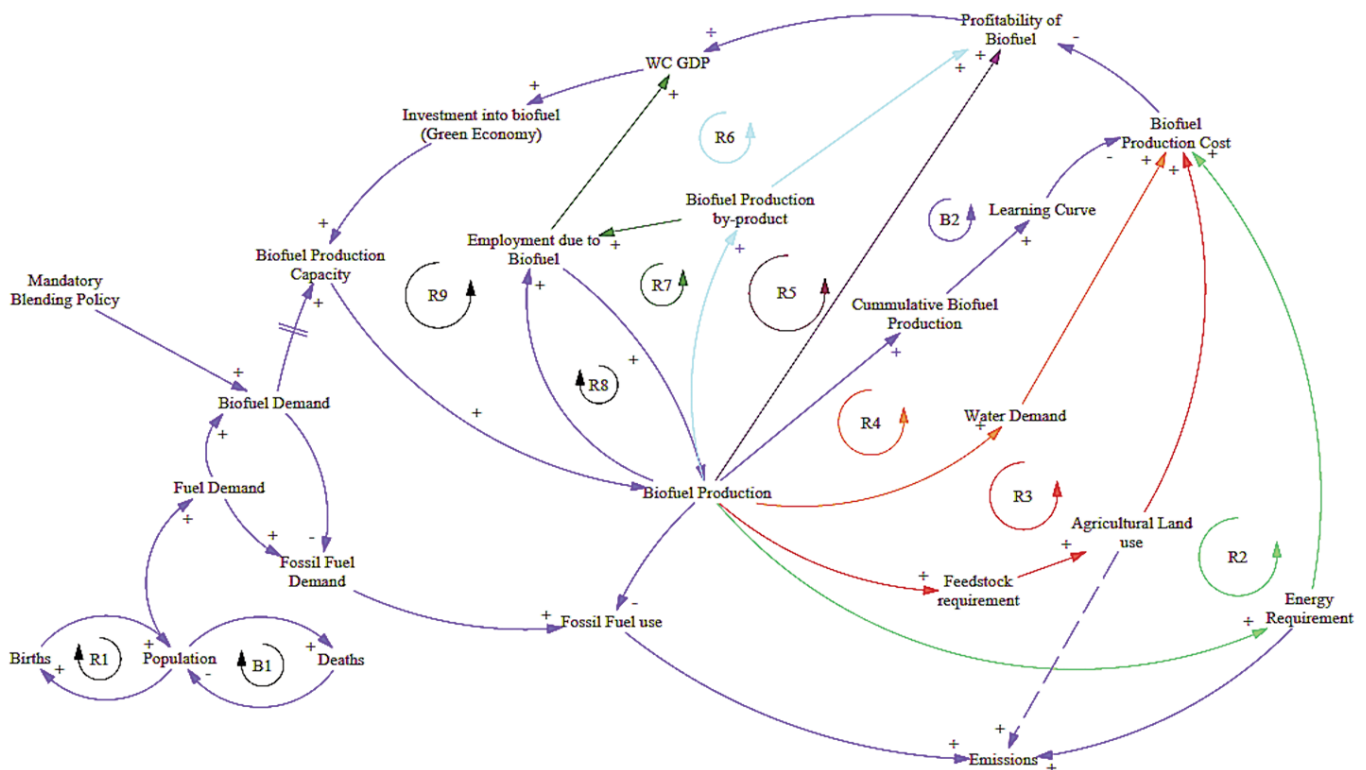 Profitability of
Biofuel
÷
-
WC GDP
÷
+
+
+
Investment into biofuel
(Green Economy)
R6
Biofuel
Production Cost
+
-
+
+
Biofuel Production
by-product
B2
Learning Curve
+
+
Employment due to
Biofuel
+
+
Biofuel Production
Capacity
Mandatory
Blending Policy
R9
+
R7
R5
+
Cummulative Biofuel
Production
+
+
R8
÷
Biofuel Demand
+
+
R4
Water Demand
+
Fuel Demand
+
Biofuel Production
R3
Agricultural Land
use
+
-
Fossil Fuel
Demand
+
R2
+
Feedstock
requirement
Energy
Requirement
-
+
Fossil Fuel use
+
Births
+
R1
+
Population
-
B1
+
Deaths
+
÷
Emissions
+